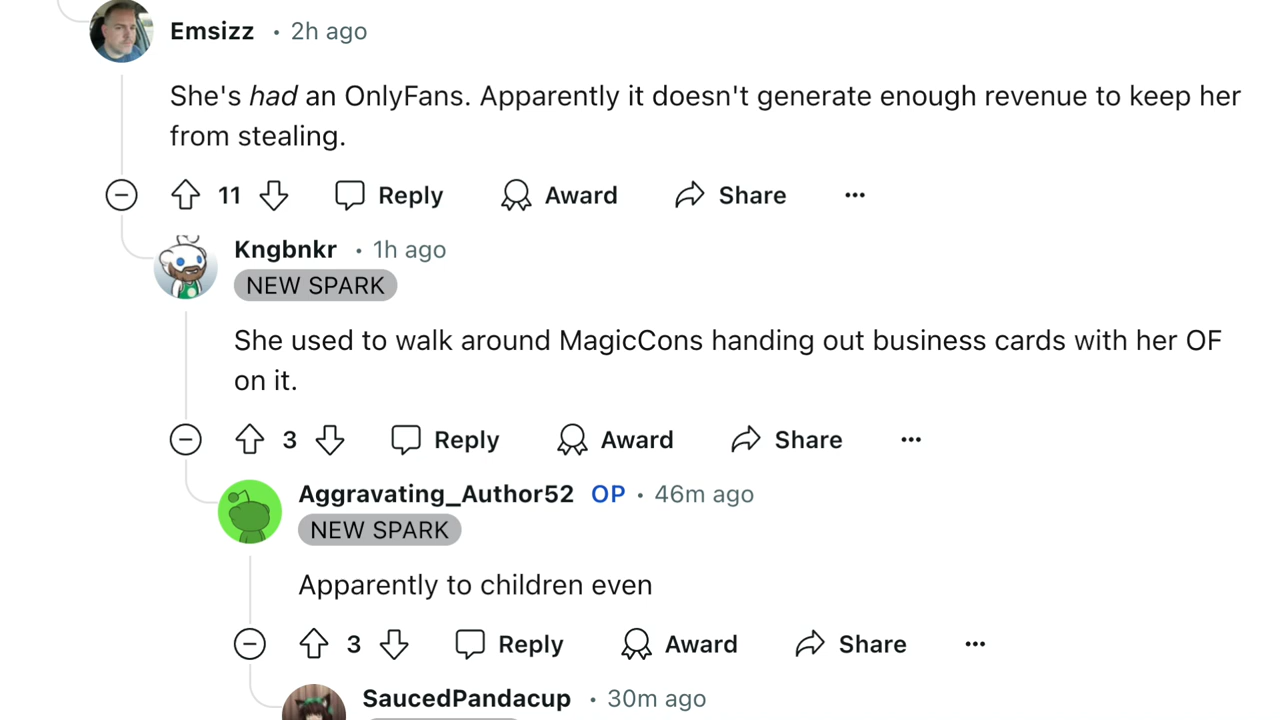 Emsizz • 2h ago
She's had an OnlyFans. Apparently it doesn't generate enough revenue to keep her
from stealing.
11 Reply Award Share •••
Kngbnkr • 1h ago
NEW SPARK
She used to walk around MagicCons handing out business cards with her OF
on it.
3 Reply Award Share •••
Aggravating_Author52 OP • 46m ago
NEW SPARK
Apparently to children even
3 Reply Award Share •••
SaucedPandacup • 30m ago